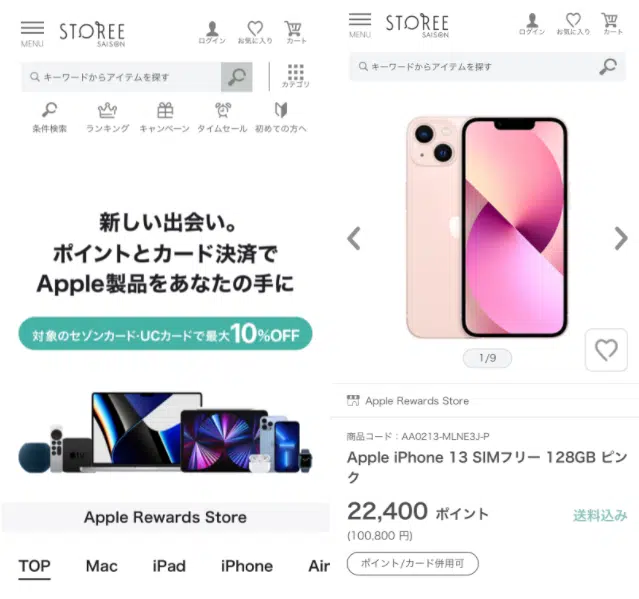 MENU
STOREE
SAISON
ログイン
お気に入り
カート
キーワードからアイテムを探す
カテゴリ
条件検索
ランキング
キャンペーン
タイムセール
初めての方へ
新しい出会い。
ポイントとカード決済で
Apple製品をあなたの手に
対象のセゾンカード・UCカードで最大10%OFF
Apple Rewards Store
TOP
Mac
iPad
iPhone
Air
MENU
STOREE
SAISON
ログイン
お気に入り
カート
キーワードからアイテムを探す
1/9
Apple Rewards Store
商品コード：AA0213-MLNE3J-P
Apple iPhone 13 SIMフリー 128GB ピン
ク
22,400 ポイント
送料込み
(100,800 円)
ポイント/カード併用可